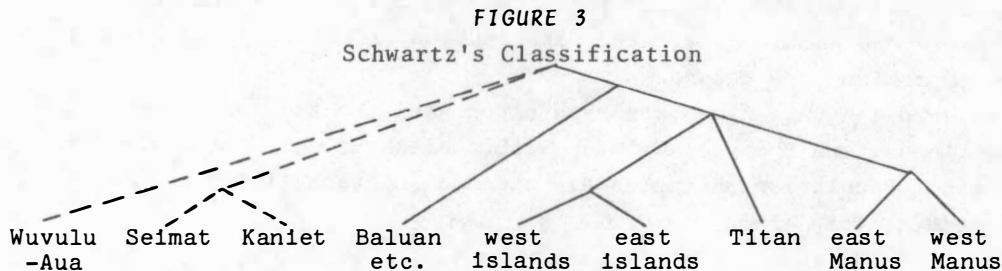 FIGURE 3
Schwartz's Classification
Wuvulu Seimat Kaniet Baluan west east Titan east west
-Aua etc. islands islands Manus Manus